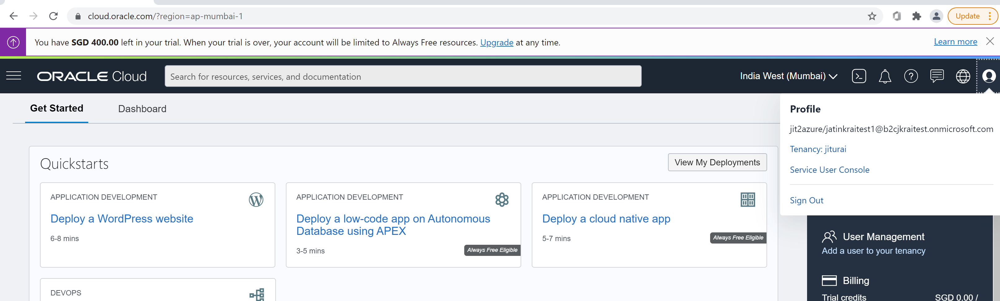 cloud.oracle.com/?region=ap-mumbai-1
Update
You have SGD 400.00 left in your trial. When your trial is over, your account will be limited to Always Free resources. Upgrade at any time.
Learn more
ORACLE Cloud
Search for resources, services, and documentation
India West (Mumbai)
Get Started
Dashboard
Profile
jit2azure/jatinkraitest1@b2cjkraitest.onmicrosoft.com
Tenancy: jiturai
Service User Console
Sign Out
Quickstarts
View My Deployments
APPLICATION DEVELOPMENT
Deploy a WordPress website
6-8 mins
APPLICATION DEVELOPMENT
Deploy a low-code app on Autonomous
Database using APEX
3-5 mins
Always Free Eligible
APPLICATION DEVELOPMENT
Deploy a cloud native app
5-7 mins
Always Free Eligible
DEVOPS
User Management
Add a user to your tenancy
Billing
Trial credits
SGD 0.00 /